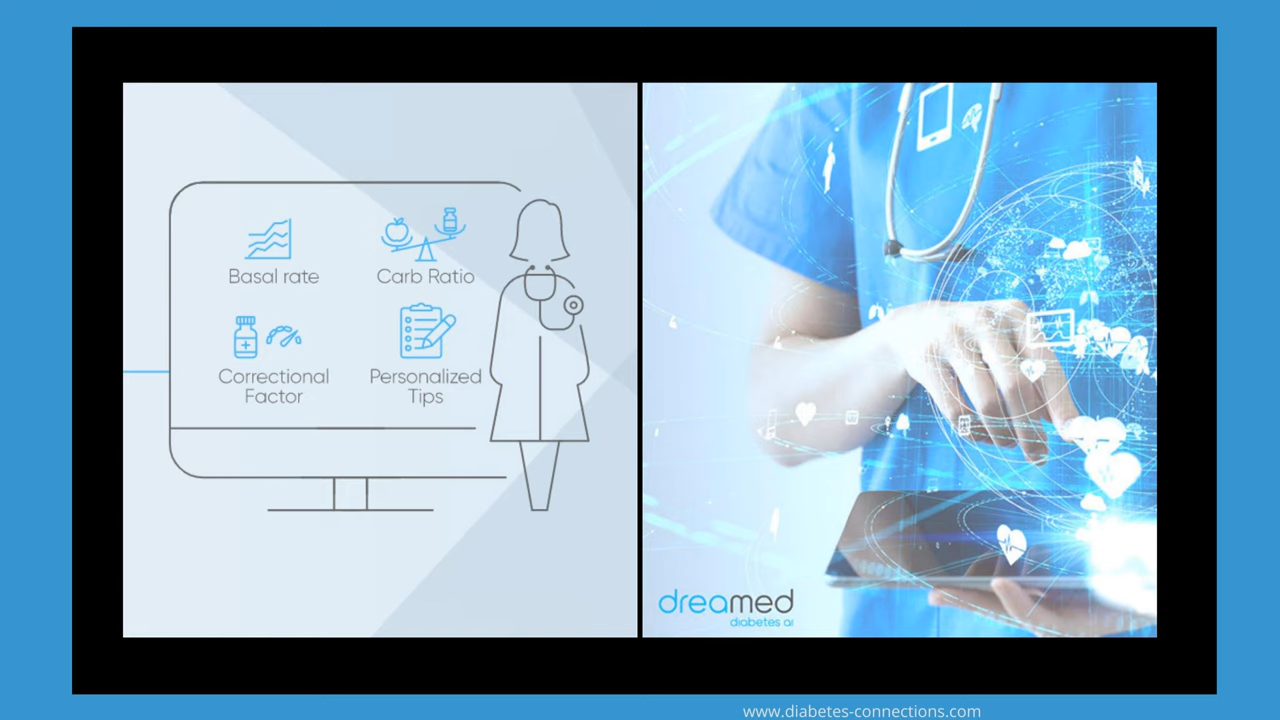 Basal rate
Carb Ratio
Correctional
Factor
Personalized
Tips
dreamed
diabetes ai
www.diabetes-connections.com